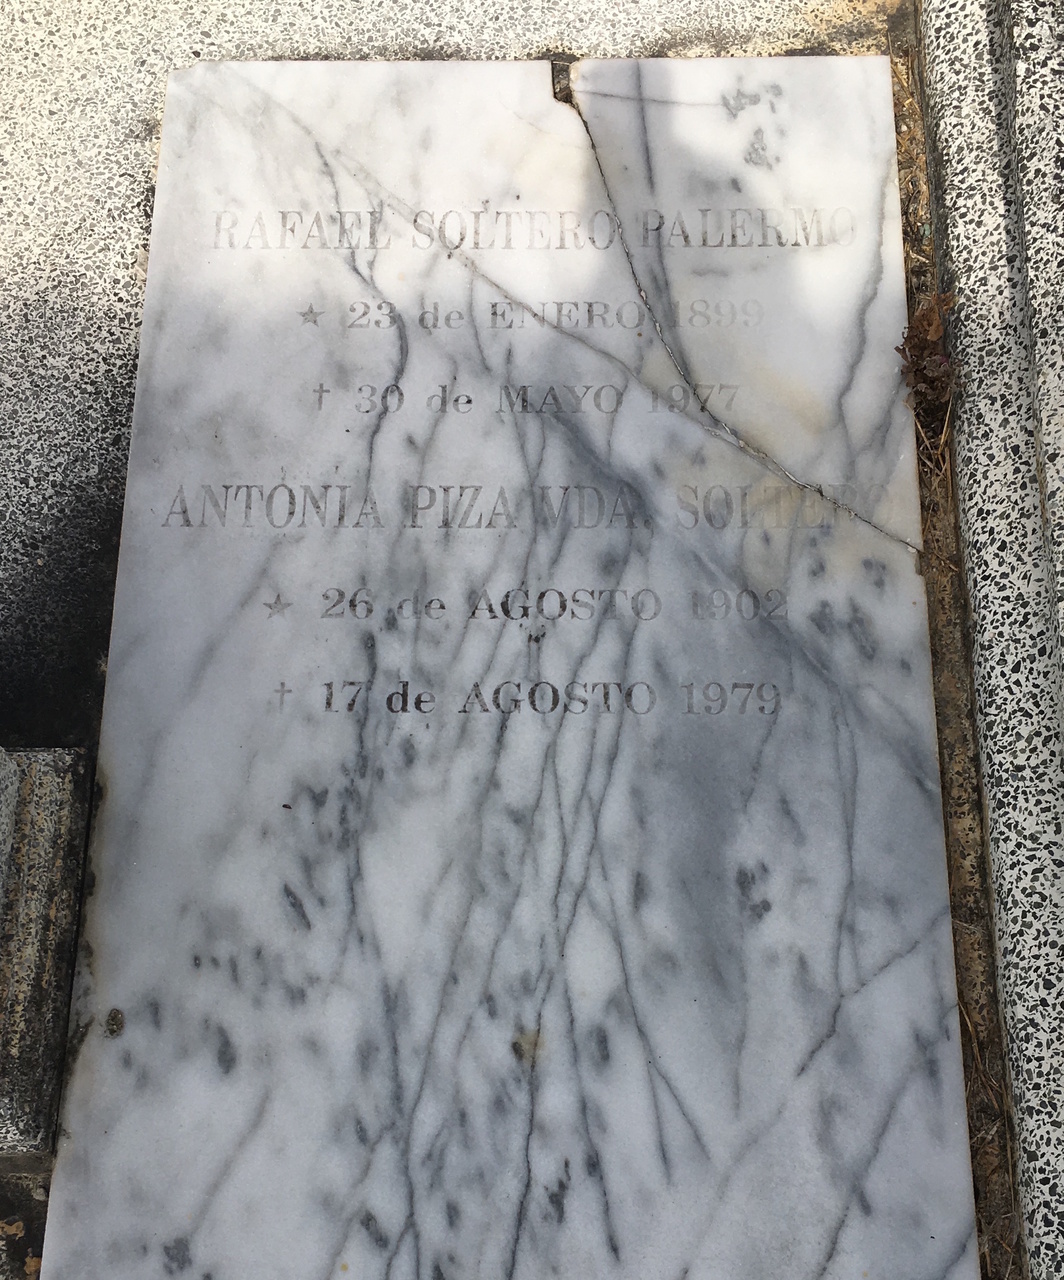 RAFAEL SOLTERO PALERMO
★ 23 de ENERO 1899
† 30 de MAYO 1977
ANTONIA PIZA VDA. SOLTERO
★ 26 de AGOSTO 1902
† 17 de AGOSTO 1979